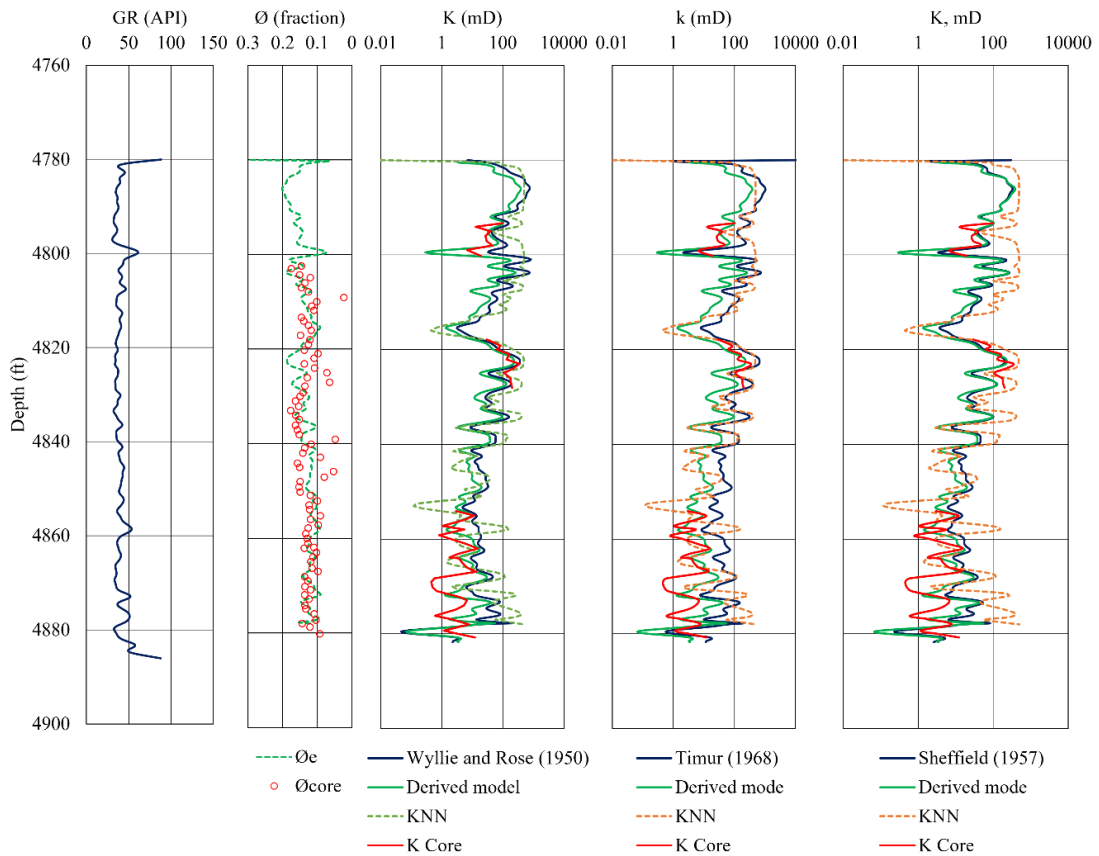 GR (API) Ø (fraction) K (mD) k (mD) K, mD
0 50 100 150 0.3 0.2 0.1 0 0.01 1 100 10000 0.01 1 100 10000 0.01 1 100 10000
4760
4780
4800
4820
4840
4860
4880
4900
Depth (ft)
Øe
Øcore
Wyllie and Rose (1950)
Derived model
KNN
K Core
Timur (1968)
Derived mode
KNN
K Core
Sheffield (1957)
Derived mode
KNN
K Core